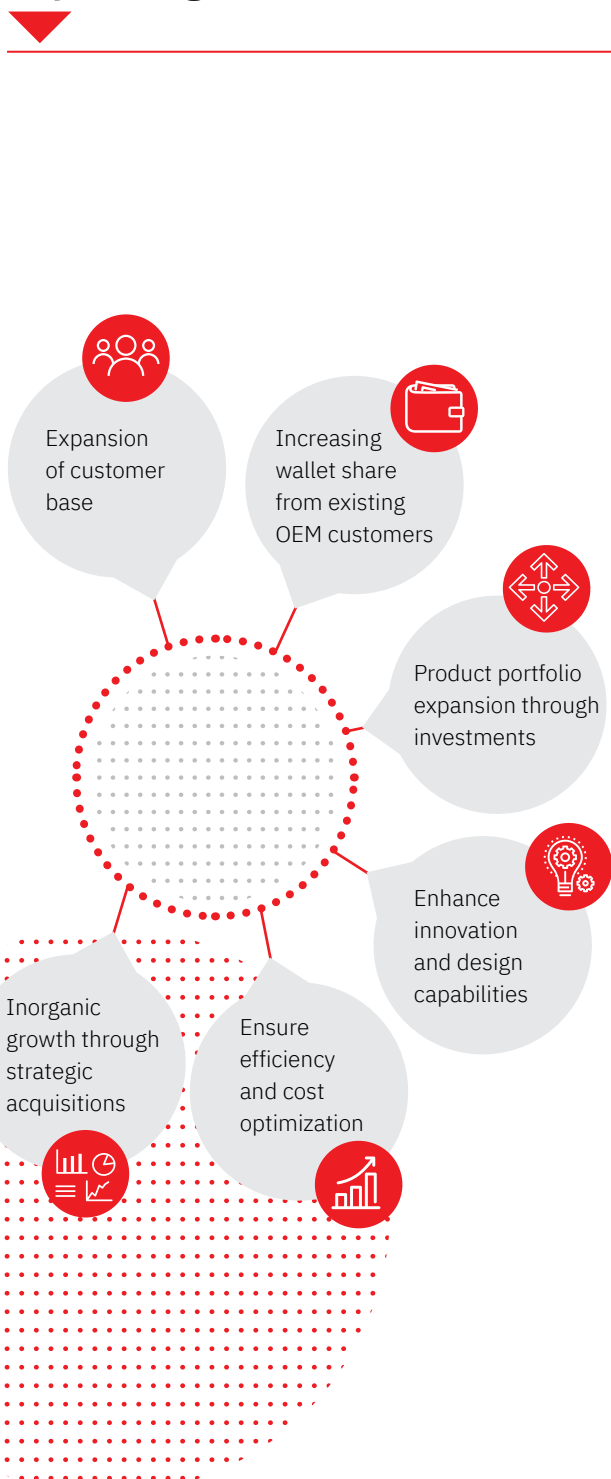 Expansion
of customer
base
Increasing
wallet share
from existing
OEM customers
Product portfolio
expansion through
investments
Enhance
innovation
and design
capabilities
Ensure
efficiency
and cost
optimization
Inorganic
growth through
strategic
acquisitions